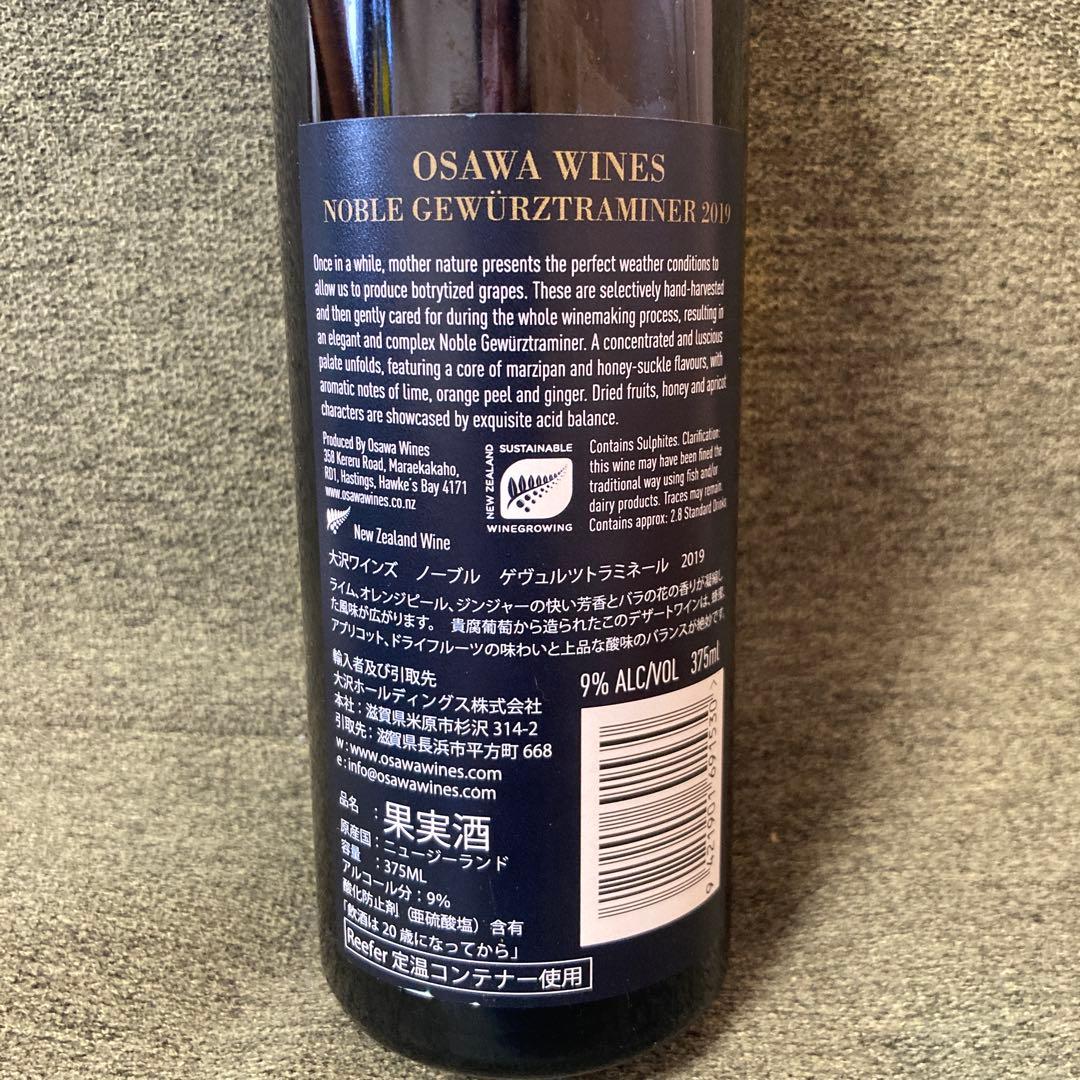 OSAWA WINES
NOBLE GEWÜRZTRAMINER 2019
Once in a while, mother nature presents the perfect weather conditions to
allow us to produce botrytized grapes. These are selectively hand-harvested
and then gently cared for during the whole winemaking process, resulting in
an elegant and complex Noble Gewürztraminer. A concentrated and luscious
palate unfolds, featuring a core of marzipan and honey-suckle flavours, with
aromatic notes of lime, orange peel and ginger. Dried fruits, honey and apricot
characters are showcased by exquisite acid balance.
Produced By Osawa Wines
358 Kereru Road, Maraekakaho,
RD1, Hastings, Hawke's Bay 4171
www.osawawines.co.nz
New Zealand Wine
NEW ZEALAND
SUSTAINABLE
WINEGROWING
Contains Sulphites. Clarification:
this wine may have been fined the
traditional way using fish and/or
dairy products. Traces may remain.
Contains approx: 2.8 Standard Drinks
大沢ワインズ ノーブル ゲヴュルツトラミネール 2019
ライム、オレンジピール、ジンジャーの快い芳香とバラの花の香りが凝縮し
た風味が広がります。 貴腐葡萄から造られたこのデザートワインは、蜂蜜、
アプリコット、ドライフルーツの味わいと上品な酸味のバランスが絶妙です。
輸入者及び引取先
大沢ホールディングス株式会社
本社：滋賀県米原市杉沢 314-2
引取先：滋賀県長浜市平方町 668
w : www.osawawines.com
e : info@osawawines.com
9% ALC/VOL 375ml
品名 ：果実酒
原産国：ニュージーランド
容量 ：375ML
アルコール分：9%
酸化防止剤（亜硫酸塩）含有
「飲酒は 20 歳になってから」
Reefer 定温コンテナー使用
9 421901 691530 >